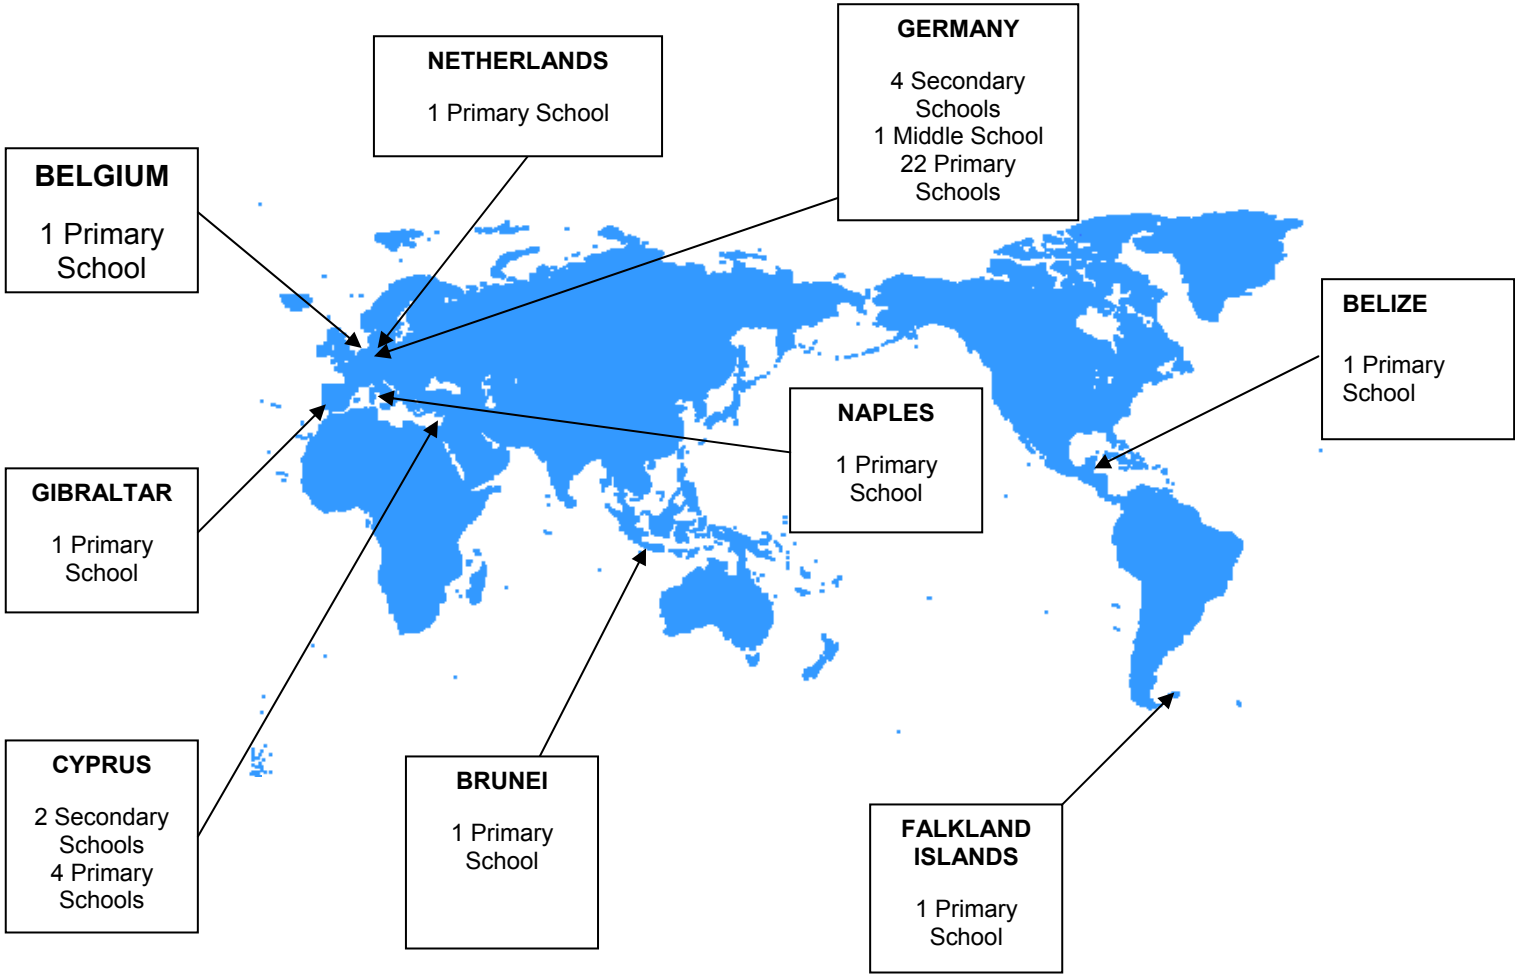 GERMANY
4 Secondary
Schools
1 Middle School
22 Primary
Schools
NETHERLANDS
1 Primary School
BELGIUM
1 Primary
School
BELIZE
1 Primary
School
NAPLES
1 Primary
School
GIBRALTAR
1 Primary
School
CYPRUS
2 Secondary
Schools
4 Primary
Schools
BRUNEI
1 Primary
School
FALKLAND
ISLANDS
1 Primary
School